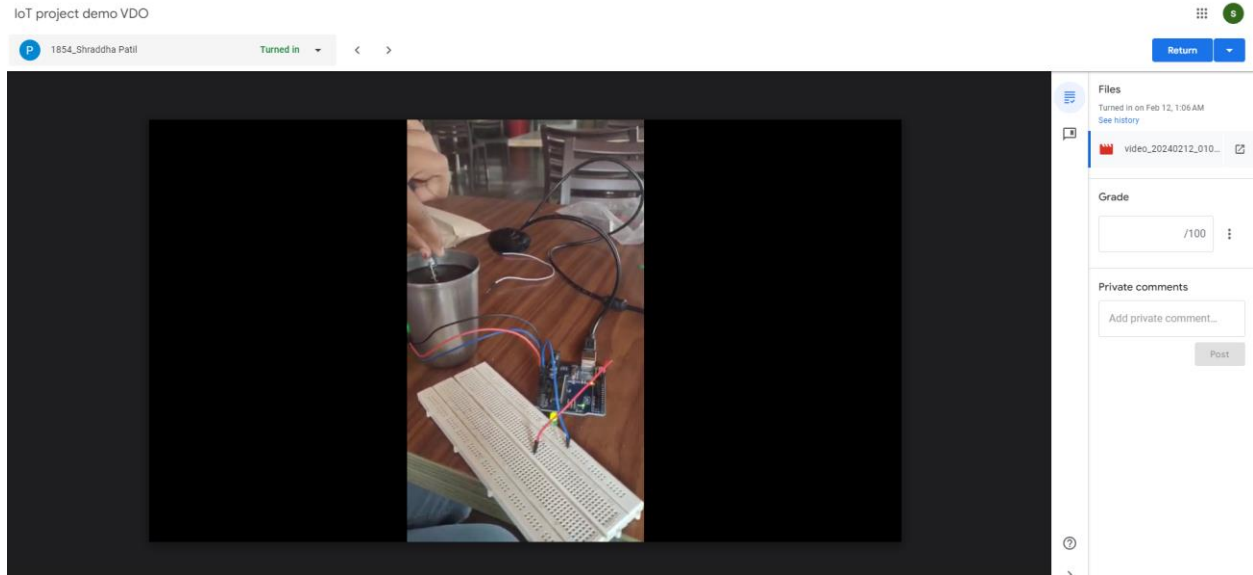 IoT project demo VDO
S
P 1854_Shraddha Patil Turned in
Return
Files
Turned in on Feb 12, 1:06 AM
See history
video_20240212_010...
Grade
/100
Private comments
Add private comment...
Post